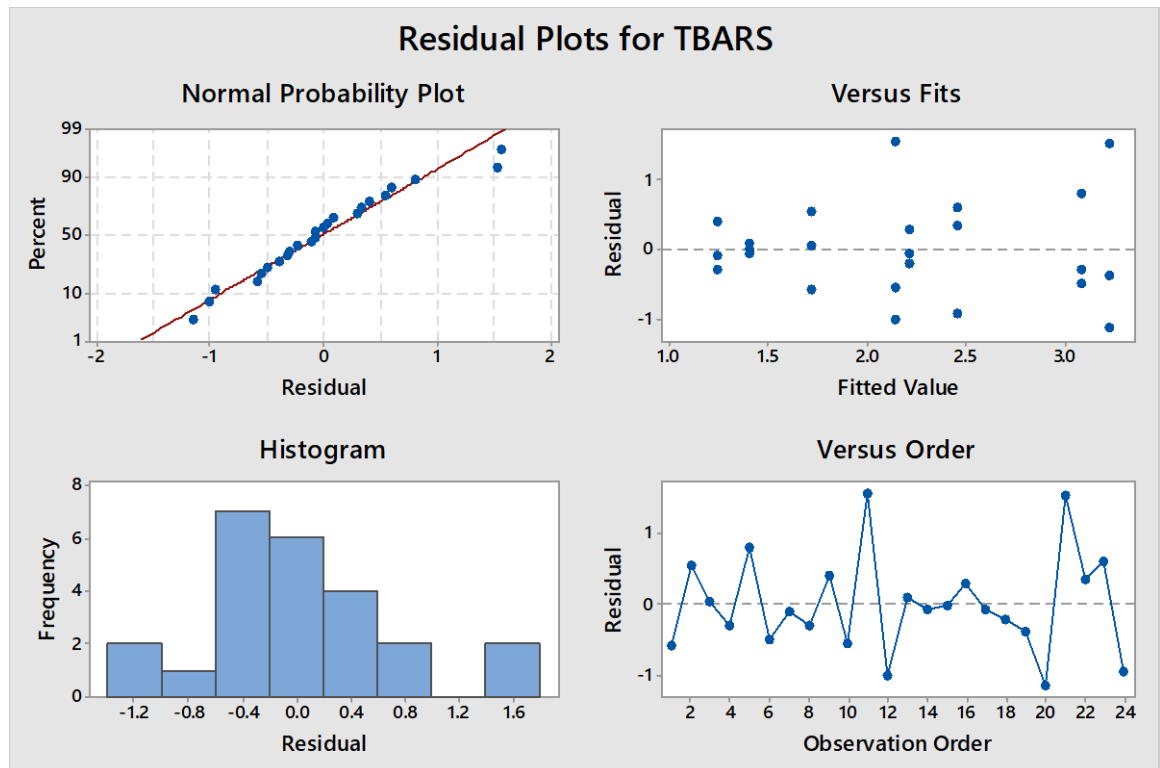 Residual Plots for TBARS
Normal Probability Plot
99
90
50
10
1
Percent
-2 -1 0 1 2
Residual
Versus Fits
1
0
-1
Residual
1.0 1.5 2.0 2.5 3.0
Fitted Value
Histogram
8
6
4
2
0
Frequency
-1.2 -0.8 -0.4 0.0 0.4 0.8 1.2 1.6
Residual
Versus Order
1
0
-1
Residual
2 4 6 8 10 12 14 16 18 20 22 24
Observation Order